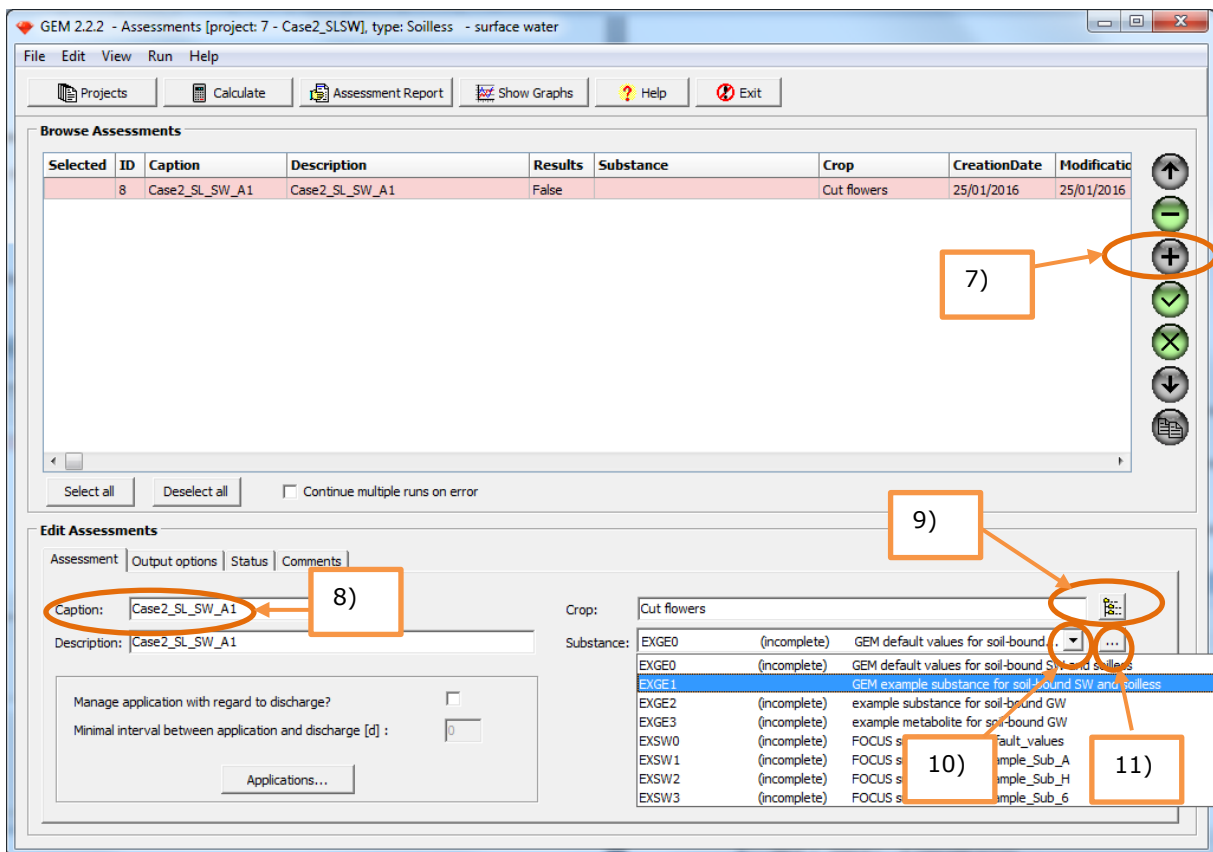 GEM 2.2.2 - Assessments [project: 7 - Case2_SLSW], type: Soilless - surface water
File Edit View Run Help
Projects Calculate Assessment Report Show Graphs ? Help Exit
Browse Assessments
Selected ID Caption Description Results Substance Crop CreationDate Modificatio
8 Case2_SL_SW_A1 Case2_SL_SW_A1 False Cut flowers 25/01/2016 25/01/2016
7)
Select all Deselect all Continue multiple runs on error
9)
Edit Assessments
Assessment Output options Status Comments
8)
Caption: Case2_SL_SW_A1 Crop: Cut flowers
Description: Case2_SL_SW_A1 Substance: EXGE0 (incomplete) GEM default values for soil-bound... ...
EXGE0 (incomplete) GEM default values for soil-bound SW and soilless
EXGE1 GEM example substance for soil-bound SW and soilless
Manage application with regard to discharge? EXGE2 (incomplete) example substance for soil-bound GW
Minimal interval between application and discharge [d] : 0 EXGE3 (incomplete) example metabolite for soil-bound GW
EXSW0 (incomplete) FOCUS s fault_values
EXSW1 (incomplete) FOCUS s ample_Sub_A
10) 11)
Applications... EXSW2 (incomplete) FOCUS s ample_Sub_H
EXSW3 (incomplete) FOCUS s ample_Sub_6